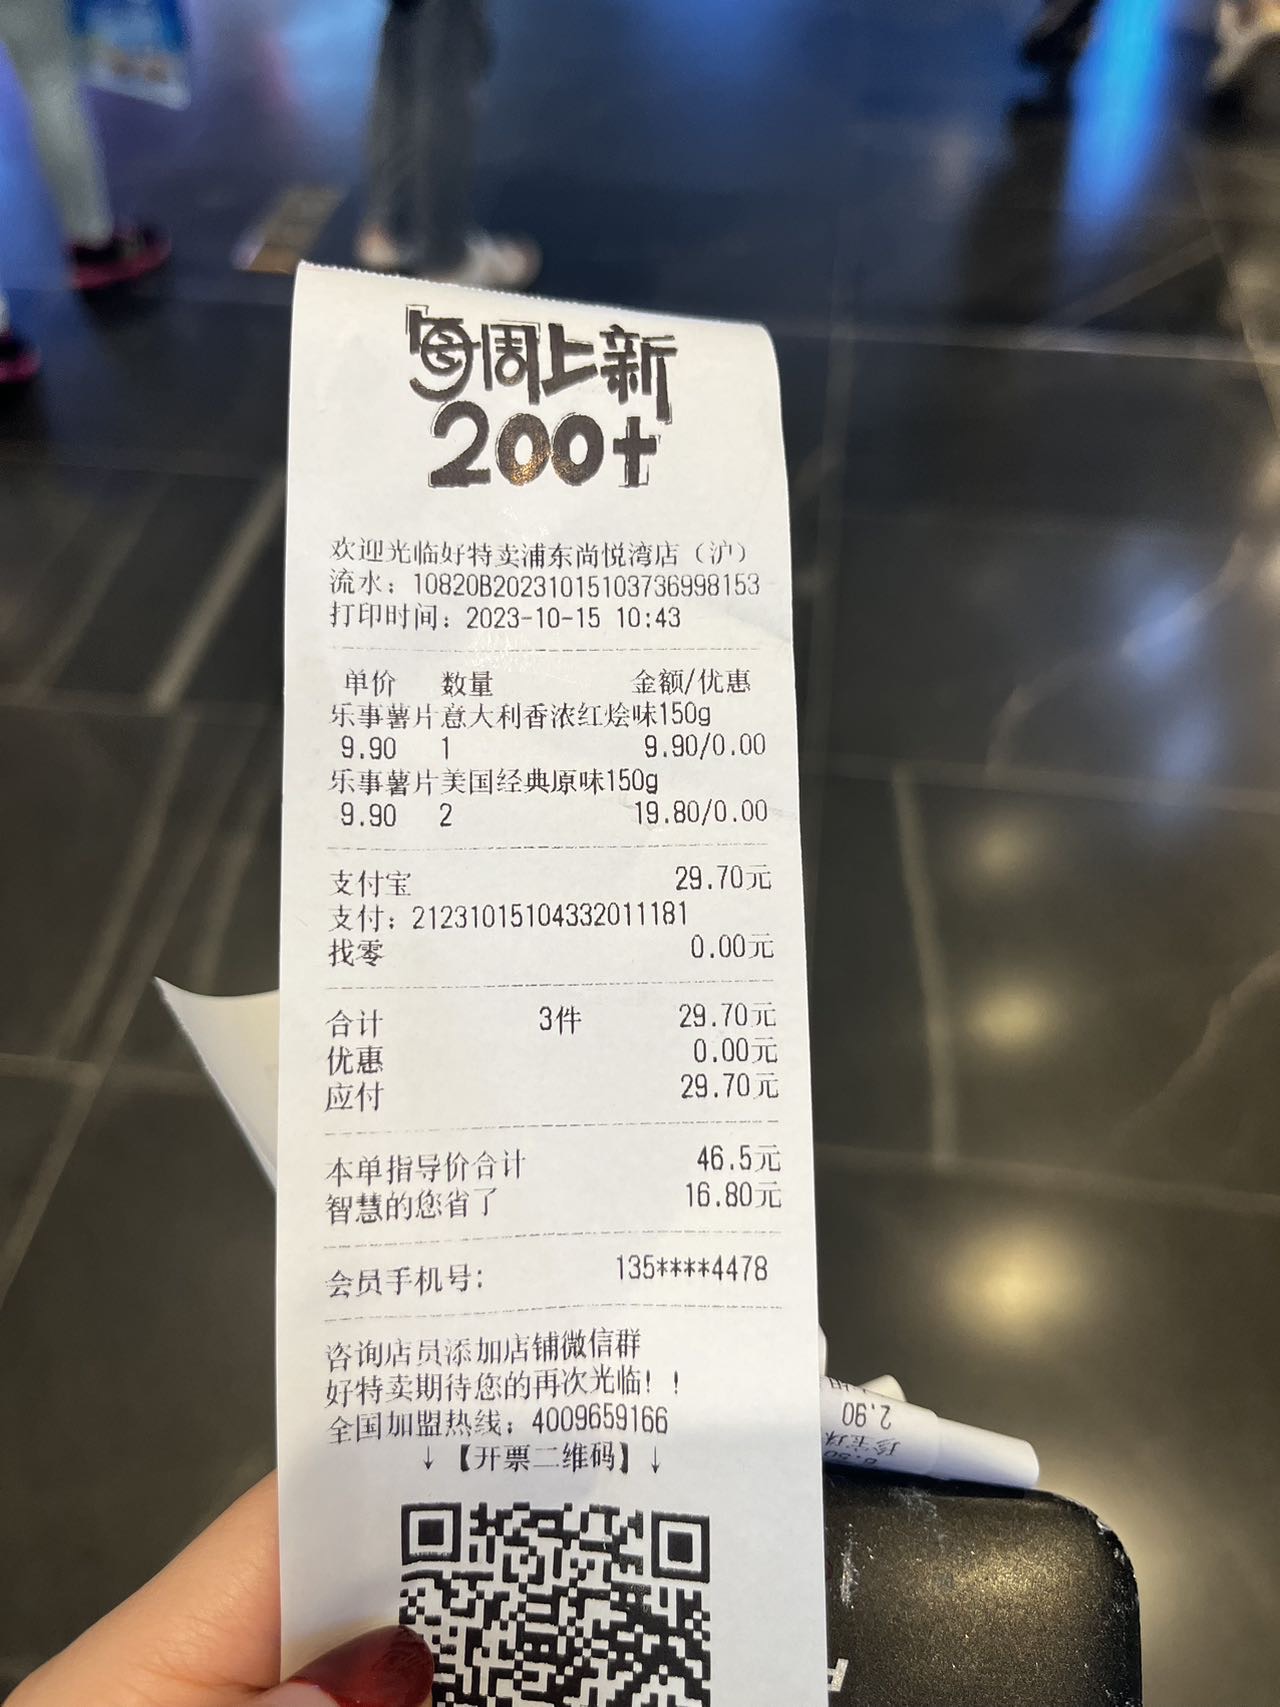 每周上新
200+
欢迎光临好特卖浦东尚悦湾店（沪）
流水：10820B20231015103736998153
打印时间：2023-10-15 10:43
单价 数量 金额/优惠
乐事薯片意大利香浓红烩味150g
9.90 1 9.90/0.00
乐事薯片美国经典原味150g
9.90 2 19.80/0.00
支付宝 29.70元
支付：21231015104332011181
找零 0.00元
合计 3件 29.70元
优惠 0.00元
应付 29.70元
本单指导价合计 46.5元
智慧的您省了 16.80元
会员手机号： 135****4478
咨询店员添加店铺微信群
好特卖期待您的再次光临！！
全国加盟热线：4009659166
↓【开票二维码】↓
2.90